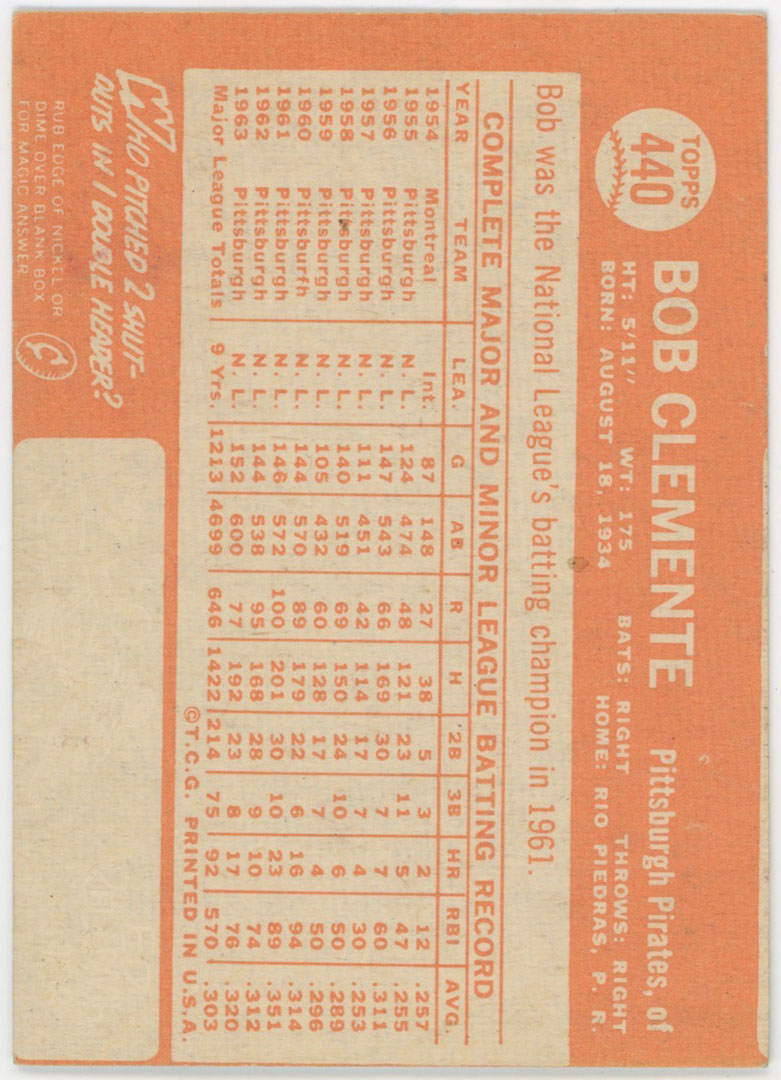 TOPPS
440
BOB CLEMENTE Pittsburgh Pirates, of
HT: 5/11" WT: 175 BATS: RIGHT THROWS: RIGHT
BORN: AUGUST 18, 1934 HOME: RIO PIEDRAS, P. R.
Bob was the National League's batting champion in 1961.
COMPLETE MAJOR AND MINOR LEAGUE BATTING RECORD
YEAR TEAM LEA. G AB R H '2B 3B HR RBI AVG.
1954 Montreal Int. 87 148 27 38 5 3 2 12 .257
1955 Pittsburgh N. L. 124 474 48 121 23 11 5 47 .255
1956 Pittsburgh N. L. 147 543 66 169 30 7 7 60 .311
1957 Pittsburgh N. L. 111 451 42 114 17 7 4 30 .253
1958 Pittsburgh N. L. 140 519 69 150 24 10 6 50 .289
1959 Pittsburgh N. L. 105 432 60 128 17 7 4 50 .296
1960 Pittsburfh N. L. 144 570 89 179 22 6 16 94 .314
1961 Pittsburgh N. L. 146 572 100 201 30 10 23 89 .351
1962 Pittsburgh N. L. 144 538 95 168 28 9 10 74 .312
1963 Pittsburgh N. L. 152 600 77 192 23 8 17 76 .320
Major League Totals 9 Yrs. 1213 4699 646 1422 214 75 92 570 .303
©T.C.G. PRINTED IN U.S.A.
WHO PITCHED 2 SHUT-
OUTS IN 1 DOUBLE HEADER?
RUB EDGE OF NICKEL OR
DIME OVER BLANK BOX
FOR MAGIC ANSWER